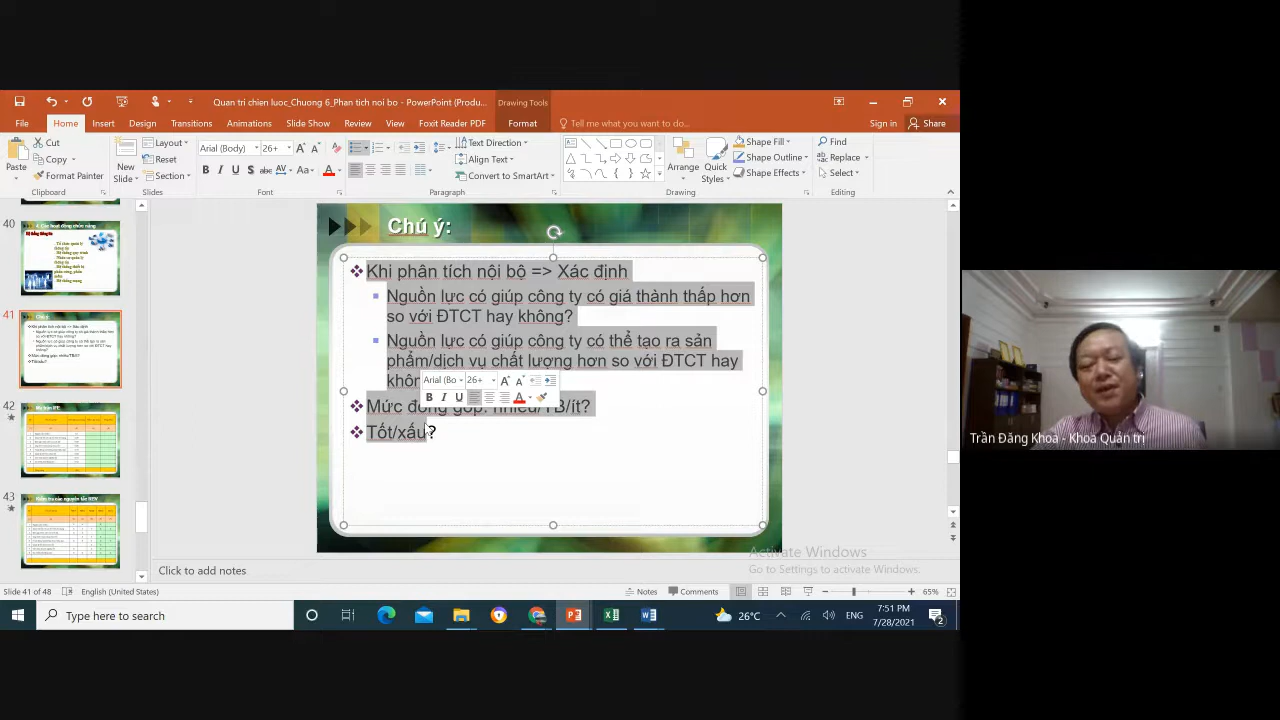 Quan tri chien luoc_Chuong 6_Phan tich noi bo - PowerPoint (Produ...
Drawing Tools
File Home Insert Design Transitions Animations Slide Show Review View Foxit Reader PDF Format Tell me what you want to do... Sign in Share
Cut
Copy
Format Painter
Paste
Clipboard
New Slide
Layout
Reset
Section
Slides
Arial (Body) 26+
Font
Text Direction
Align Text
Convert to SmartArt
Paragraph
Arrange
Quick Styles
Shape Fill
Shape Outline
Shape Effects
Drawing
Find
Replace
Select
Editing
40
41
42
43
Chú ý:
Khi phân tích nội bộ => Xác định
Nguồn lực có giúp công ty có giá thành thấp hơn
so với ĐTCT hay không?
Nguồn lực có giúp công ty có thể tạo ra sản
phẩm/dịch vụ chất lượng hơn so với ĐTCT hay
khôn
Arial (Bo 26+
Mức đóng góp: nhiều/TB/ít?
Tốt/xấu?
Activate Windows
Go to Settings to activate Windows.
Click to add notes
Slide 41 of 48 English (United States) Notes Comments 65%
Type here to search
26°C ENG 7:51 PM
7/28/2021
2
Trần Đăng Khoa - Khoa Quản trị